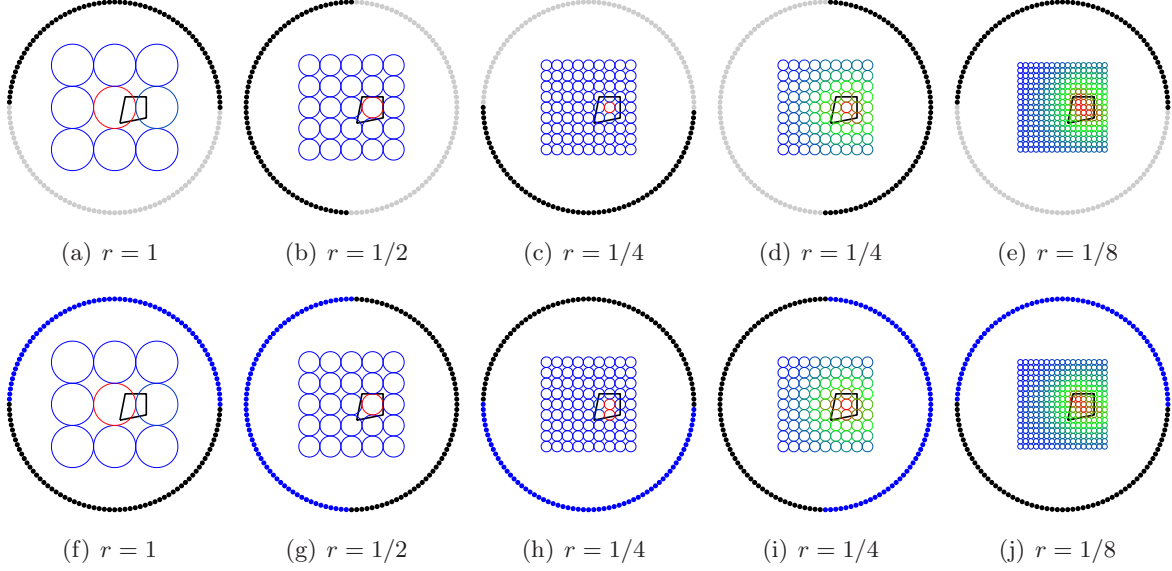 (a) r = 1
(b) r = 1/2
(c) r = 1/4
(d) r = 1/4
(e) r = 1/8
(f) r = 1
(g) r = 1/2
(h) r = 1/4
(i) r = 1/4
(j) r = 1/8